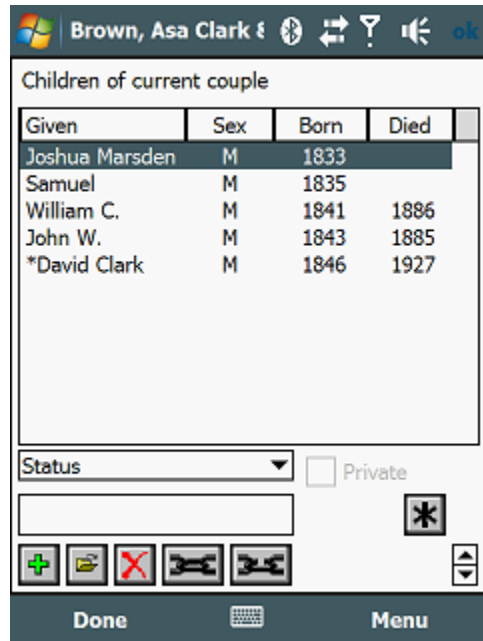 Brown, Asa Clark & ok
Children of current couple
Given Sex Born Died
Joshua Marsden M 1833
Samuel M 1835
William C. M 1841 1886
John W. M 1843 1885
*David Clark M 1846 1927
Status Private
Done Menu